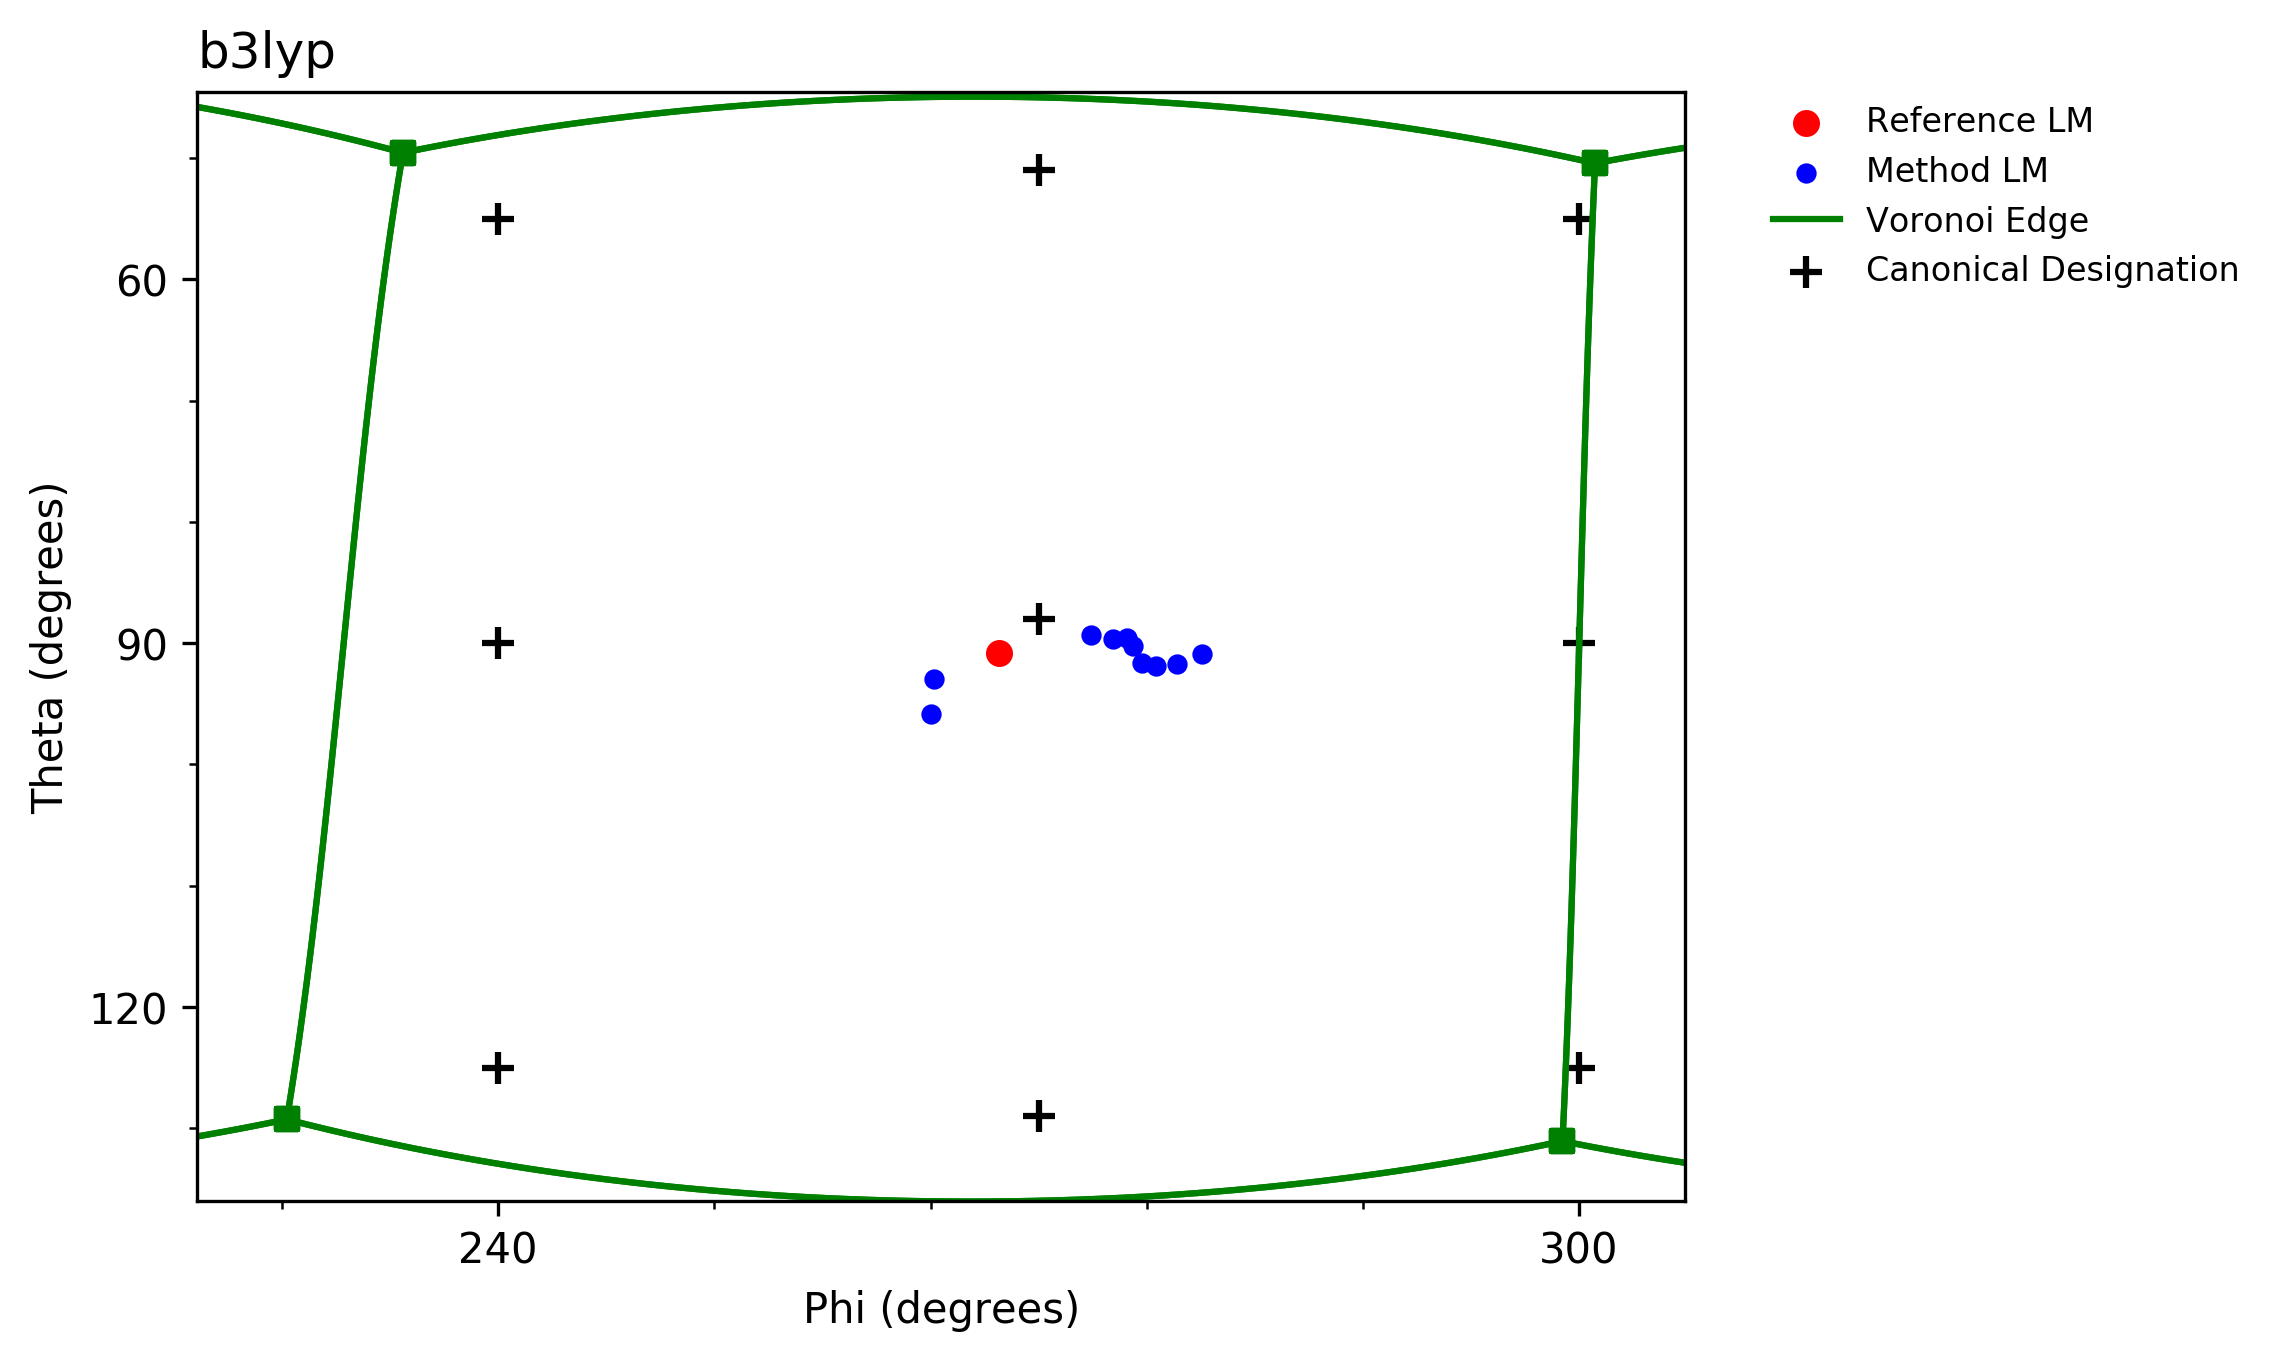 b3lyp
Reference LM
Method LM
Voronoi Edge
Canonical Designation
60
90
120
Theta (degrees)
240
300
Phi (degrees)